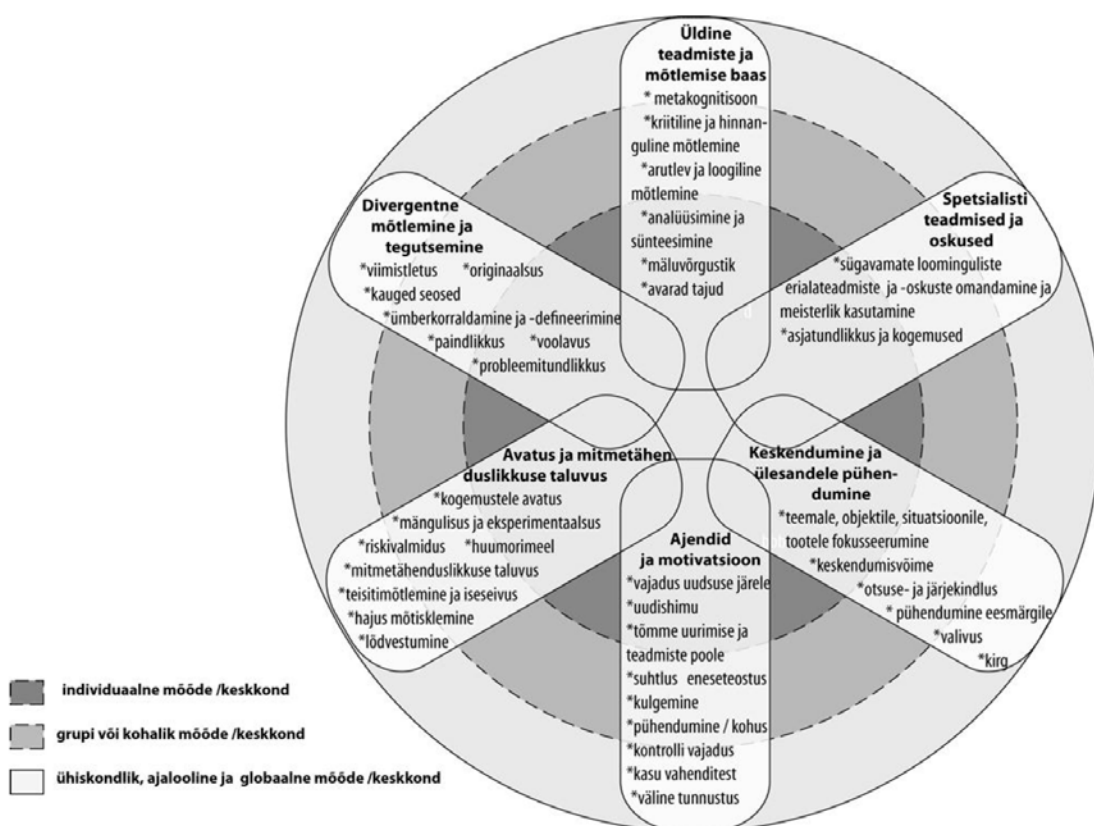 Üldine
teadmiste ja
mõtlemise baas
* metakognitisoon
*kriitiline ja hinnan-
guline mõtlemine
*arutlev ja loogiline
mõtlemine
*analüüsimine ja
sünteesimine
*mäluvõrgustik
*avarad tajud
Spetsialisti
teadmised ja
oskused
*sügavamate loominguliste
erialateadmiste ja -oskuste omandamine ja
meisterlik kasutamine
*asjatundlikkus ja kogemused
Divergentne
mõtlemine ja
tegutsemine
*viimistletus *originaalsus
*kauged seosed
*ümberkorraldamine ja -defineerimine
*paindlikkus *voolavus
*probleemitundlikkus
Avatus ja mitmetähen
duslikkuse taluvus
*kogemustele avatus
*mängulisus ja eksperimentaalsus
*riskivalmidus *huumorimeel
*mitmetähenduslikkuse taluvus
*teisitimõtlemine ja iseseivus
*hajus mõtisklemine
*lõdvestumine
Keskendumine ja
ülesandele pühen-
dumine
*teemale, objektile, situatsioonile,
tootele fokusseerumine
*keskendumisvõime
*otsuse- ja järjekindlus
* pühendumine eesmärgile
*valivus
*kirg
Ajendid
ja motivatsioon
*vajadus uudsuse järele
*uudishimu
*tõmme uurimise ja
teadmiste poole
*suhtlus eneseteostus
*kulgemine
*pühendumine / kohus
*kontrolli vajadus
*kasu vahenditest
*väline tunnustus
individuaalne mõõde /keskkond
grupi või kohalik mõõde /keskkond
ühiskondlik, ajalooline ja globaalne mõõde /keskkond